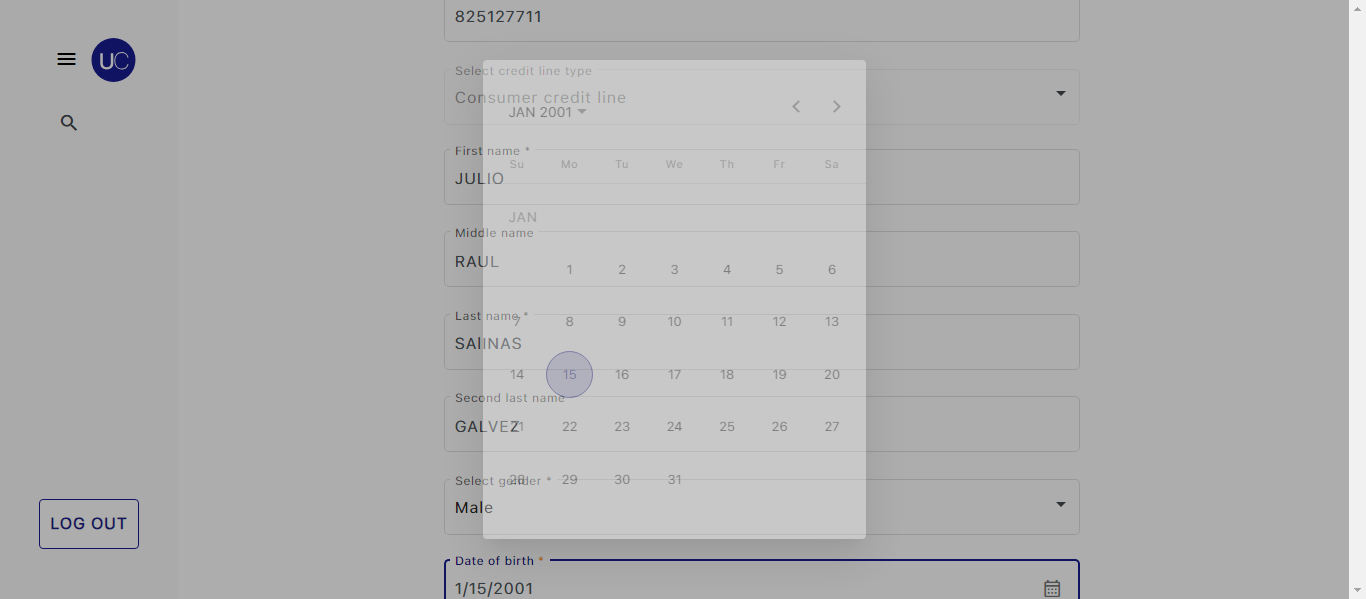 825127711
UC
Select credit line type
Consumer credit line
JAN 2001
Su Mo Tu We Th Fr Sa
First name *
JULIO
JAN
Middle name
RAUL
1 2 3 4 5 6
Last name *
SAlINAS
7 8 9 10 11 12 13
14 15 16 17 18 19 20
Second last name
GALVEZ
21 22 23 24 25 26 27
Select gender *
Male
28 29 30 31
LOG OUT
Date of birth *
1/15/2001